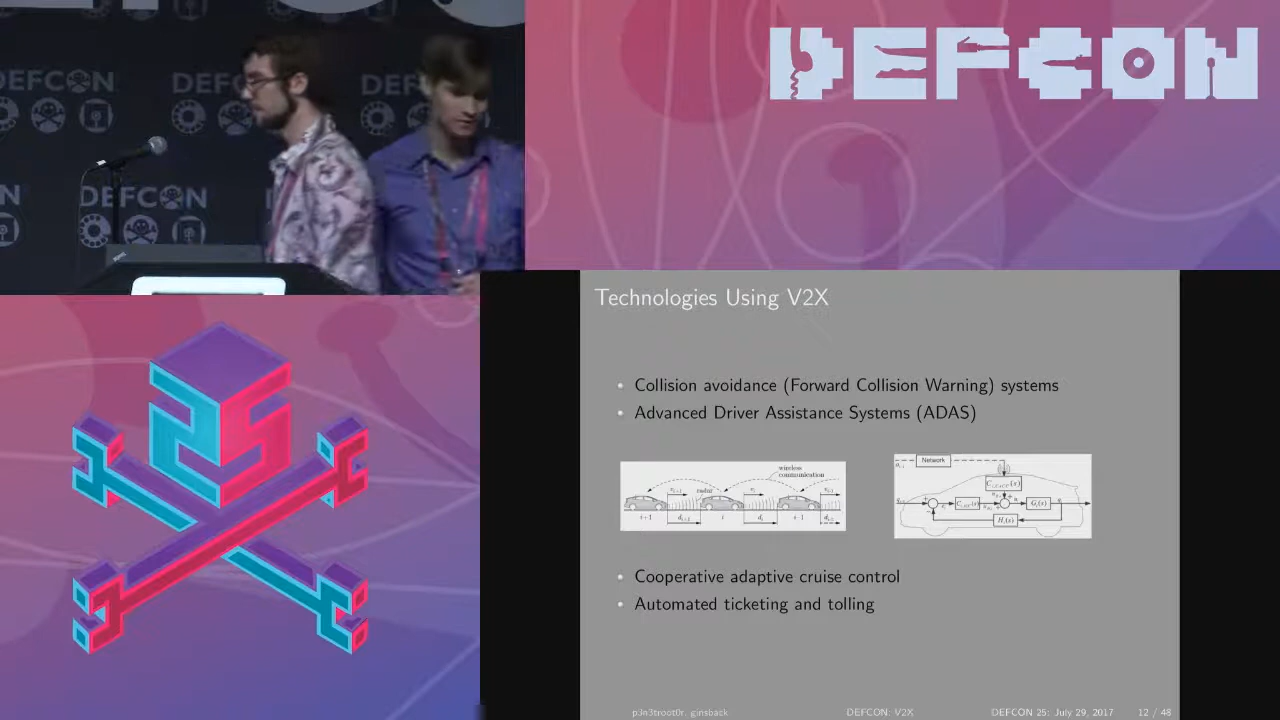 DEFCON
DEFCON
DEFCON
DEFCON
DEFCON
Technologies Using V2X
Collision avoidance (Forward Collision Warning) systems
Advanced Driver Assistance Systems (ADAS)
wireless
communication
radar
i+1
i
i-1
Network
Cooperative adaptive cruise control
Automated ticketing and tolling
DEFCON: V2X
DEFCON 25: July 29, 2017
12 / 48